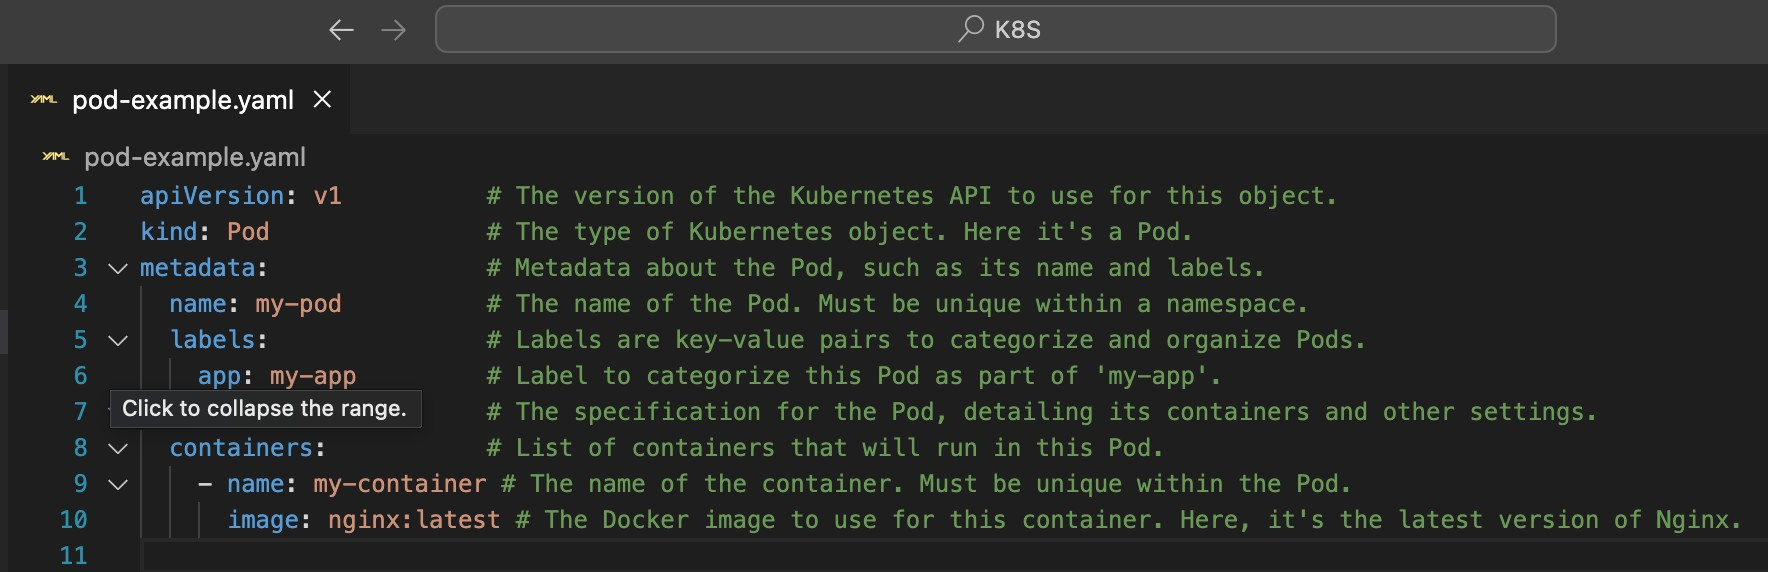 K8S
YAML pod-example.yaml
YAML pod-example.yaml
1 apiVersion: v1 # The version of the Kubernetes API to use for this object.
2 kind: Pod # The type of Kubernetes object. Here it's a Pod.
3 metadata: # Metadata about the Pod, such as its name and labels.
4 name: my-pod # The name of the Pod. Must be unique within a namespace.
5 labels: # Labels are key-value pairs to categorize and organize Pods.
6 app: my-app # Label to categorize this Pod as part of 'my-app'.
7 Click to collapse the range. # The specification for the Pod, detailing its containers and other settings.
8 containers: # List of containers that will run in this Pod.
9 - name: my-container # The name of the container. Must be unique within the Pod.
10 image: nginx:latest # The Docker image to use for this container. Here, it's the latest version of Nginx.
11